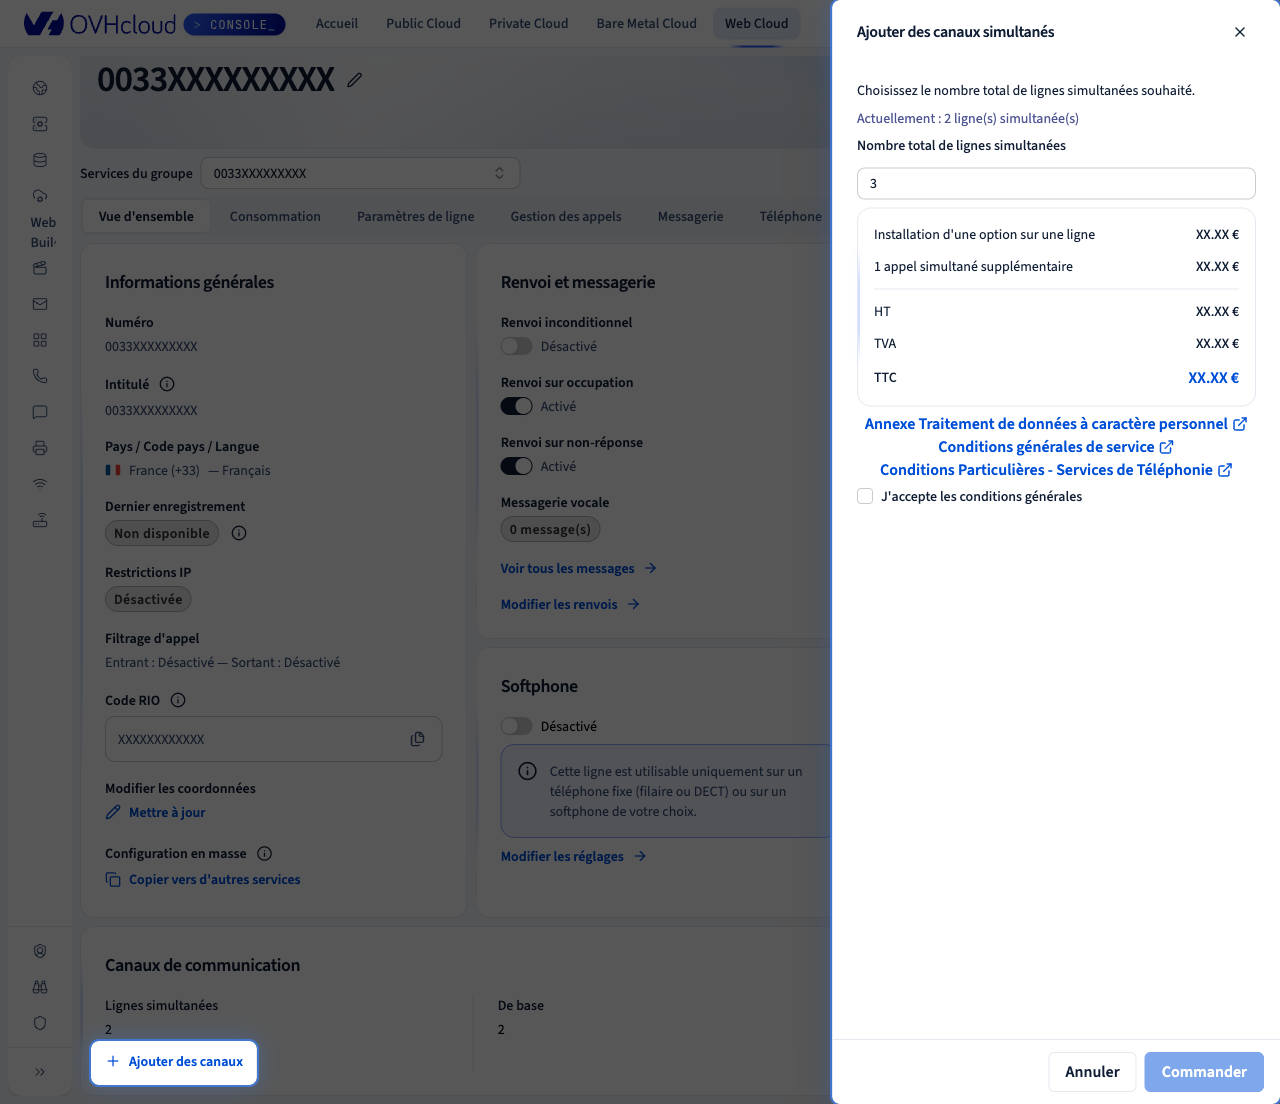 OVHcloud
> CONSOLE_
Accueil
Public Cloud
Private Cloud
Bare Metal Cloud
Web Cloud
0033XXXXXXXXX
Services du groupe
0033XXXXXXXXX
Vue d'ensemble
Consommation
Paramètres de ligne
Gestion des appels
Messagerie
Téléphone
Web
Buil
Informations générales
Numéro
0033XXXXXXXXX
Intitulé
0033XXXXXXXXX
Pays / Code pays / Langue
France (+33) — Français
Dernier enregistrement
Non disponible
Restrictions IP
Désactivée
Filtrage d'appel
Entrant : Désactivé — Sortant : Désactivé
Code RIO
XXXXXXXXXXXX
Modifier les coordonnées
Mettre à jour
Configuration en masse
Copier vers d'autres services
Renvoi et messagerie
Renvoi inconditionnel
Désactivé
Renvoi sur occupation
Activé
Renvoi sur non-réponse
Activé
Messagerie vocale
0 message(s)
Voir tous les messages
Modifier les renvois
Softphone
Désactivé
Cette ligne est utilisable uniquement sur un
téléphone fixe (filaire ou DECT) ou sur un
softphone de votre choix.
Modifier les réglages
Canaux de communication
Lignes simultanées
2
De base
2
Ajouter des canaux
Ajouter des canaux simultanés
Choisissez le nombre total de lignes simultanées souhaité.
Actuellement : 2 ligne(s) simultanée(s)
Nombre total de lignes simultanées
3
Installation d'une option sur une ligne XX.XX €
1 appel simultané supplémentaire XX.XX €
HT XX.XX €
TVA XX.XX €
TTC XX.XX €
Annexe Traitement de données à caractère personnel
Conditions générales de service
Conditions Particulières - Services de Téléphonie
J'accepte les conditions générales
Annuler
Commander